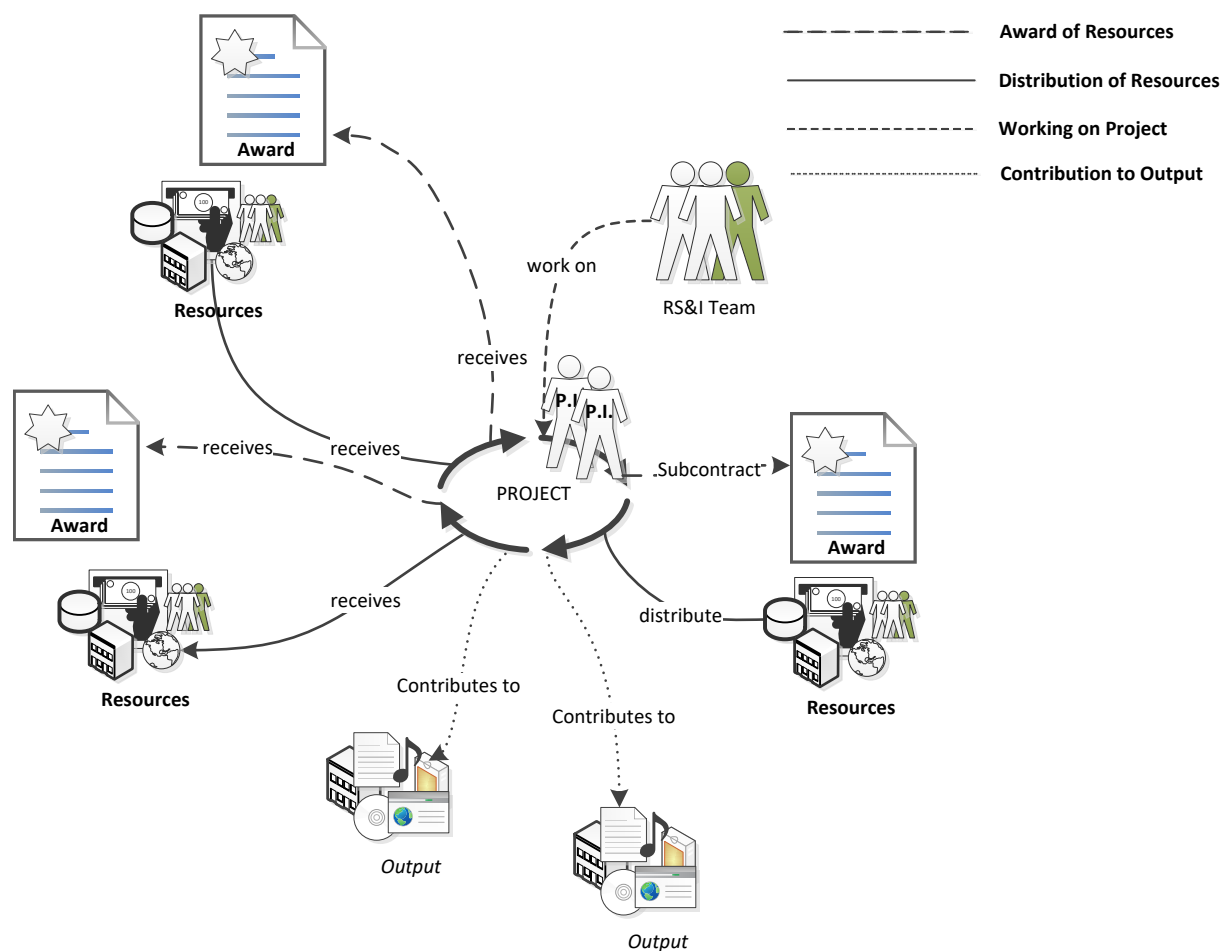 Award of Resources
Distribution of Resources
Working on Project
Contribution to Output
Award
100
Resources
work on
RS&I Team
receives
P.I.
P.I.
receives
receives
Award
PROJECT
Subcontract
Award
100
receives
Resources
distribute
100
Resources
Contributes to
Contributes to
Output
Output